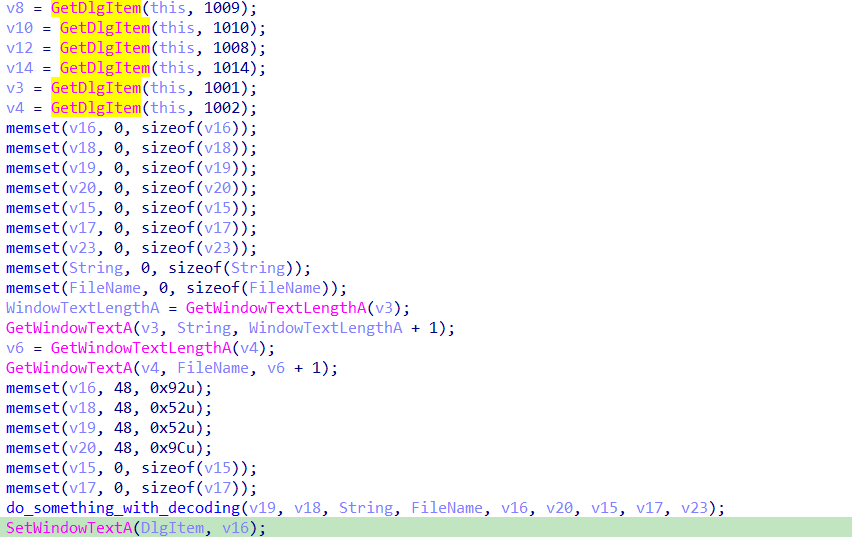 v8 = GetDlgItem(this, 1009);
v10 = GetDlgItem(this, 1010);
v12 = GetDlgItem(this, 1008);
v14 = GetDlgItem(this, 1014);
v3 = GetDlgItem(this, 1001);
v4 = GetDlgItem(this, 1002);
memset(v16, 0, sizeof(v16));
memset(v18, 0, sizeof(v18));
memset(v19, 0, sizeof(v19));
memset(v20, 0, sizeof(v20));
memset(v15, 0, sizeof(v15));
memset(v17, 0, sizeof(v17));
memset(v23, 0, sizeof(v23));
memset(String, 0, sizeof(String));
memset(FileName, 0, sizeof(FileName));
WindowTextLengthA = GetWindowTextLengthA(v3);
GetWindowTextA(v3, String, WindowTextLengthA + 1);
v6 = GetWindowTextLengthA(v4);
GetWindowTextA(v4, FileName, v6 + 1);
memset(v16, 48, 0x92u);
memset(v18, 48, 0x52u);
memset(v19, 48, 0x52u);
memset(v20, 48, 0x9Cu);
memset(v15, 0, sizeof(v15));
memset(v17, 0, sizeof(v17));
do_something_with_decoding(v19, v18, String, FileName, v16, v20, v15, v17, v23);
SetWindowTextA(DlgItem, v16);